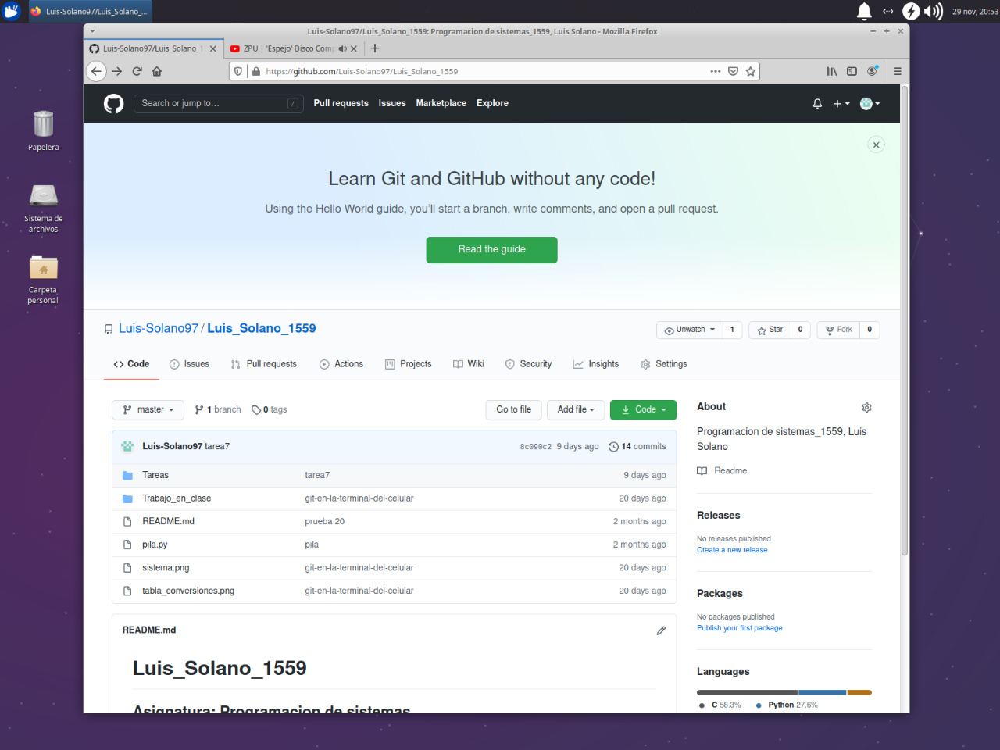 Luis-Solano97/Luis_Solano_...
29 nov, 20:53
Luis-Solano97/Luis_Solano_1559: Programacion de sistemas_1559, Luis Solano - Mozilla Firefox
Luis-Solano97/Luis_Solano_1
ZPU | 'Espejo' Disco Comp
https://github.com/Luis-Solano97/Luis_Solano_1559
Search or jump to…
/
Pull requests
Issues
Marketplace
Explore
Papelera
Sistema de
archivos
Carpeta
personal
Learn Git and GitHub without any code!
Using the Hello World guide, you’ll start a branch, write comments, and open a pull request.
Read the guide
Luis-Solano97 / Luis_Solano_1559
Unwatch 1
Star 0
Fork 0
Code
Issues
Pull requests
Actions
Projects
Wiki
Security
Insights
Settings
master
1 branch
0 tags
Go to file
Add file
Code
Luis-Solano97 tarea7
8c090c2 9 days ago
14 commits
Tareas tarea7 9 days ago
Trabajo_en_clase git-en-la-terminal-del-celular 20 days ago
README.md prueba 20 2 months ago
pila.py pila 2 months ago
sistema.png git-en-la-terminal-del-celular 20 days ago
tabla_conversiones.png git-en-la-terminal-del-celular 20 days ago
README.md
Luis_Solano_1559
Asignatura: Programacion de sistemas
About
Programacion de sistemas_1559, Luis
Solano
Readme
Releases
No releases published
Create a new release
Packages
No packages published
Publish your first package
Languages
C 58.3%
Python 27.6%